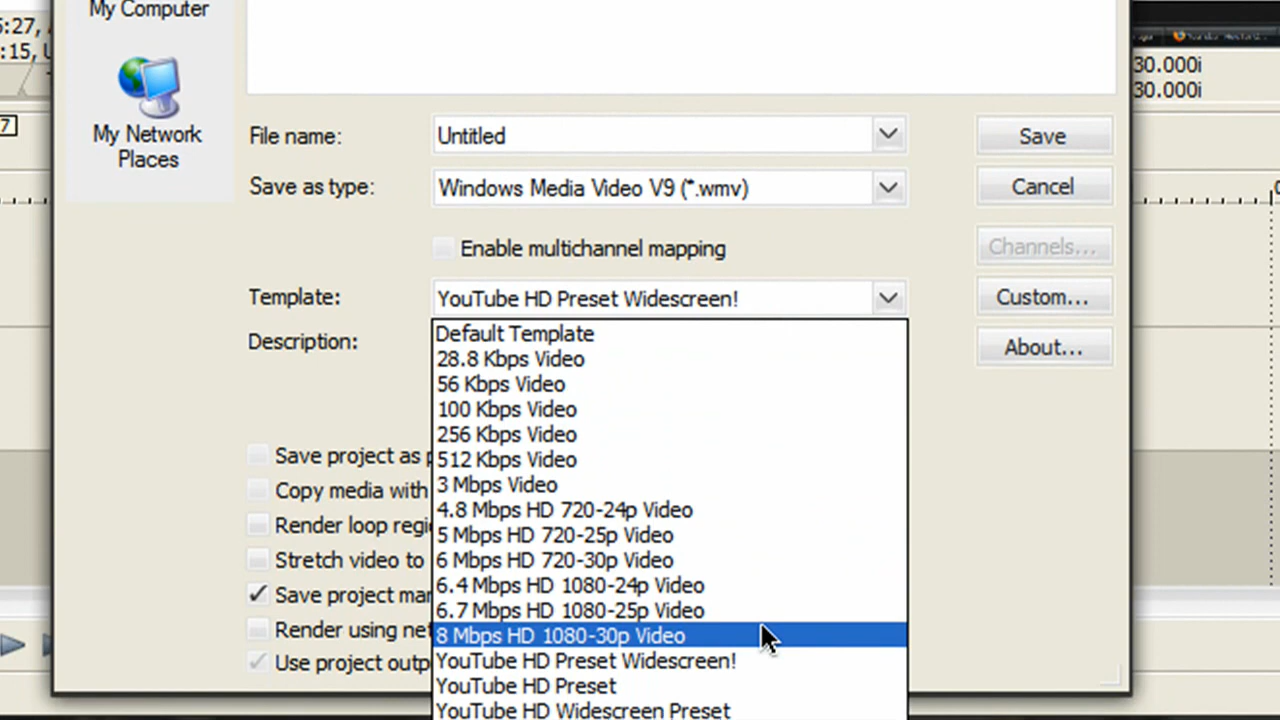 My Computer
5:27,
:15, U
30.000i
30.000i
7
My Network
Places
File name:
Untitled
Save
Save as type:
Windows Media Video V9 (*.wmv)
Cancel
Enable multichannel mapping
Channels...
Template:
YouTube HD Preset Widescreen!
Custom...
Description:
About...
Default Template
28.8 Kbps Video
56 Kbps Video
100 Kbps Video
256 Kbps Video
512 Kbps Video
3 Mbps Video
4.8 Mbps HD 720-24p Video
5 Mbps HD 720-25p Video
6 Mbps HD 720-30p Video
6.4 Mbps HD 1080-24p Video
6.7 Mbps HD 1080-25p Video
8 Mbps HD 1080-30p Video
YouTube HD Preset Widescreen!
YouTube HD Preset
YouTube HD Widescreen Preset
Save project as p
Copy media with
Render loop regi
Stretch video to
Save project mar
Render using net
Use project outp